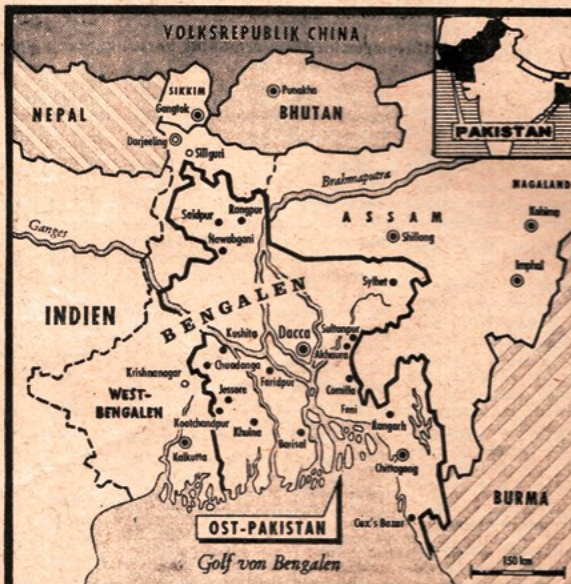 VOLKSREPUBLIK CHINA
SIKKIM
Punakha
NEPAL
Gangtok
BHUTAN
PAKISTAN
Darjeeling
Siliguri
Brahmaputra
NAGALAND
Saidpur
Rangpur
ASSAM
Kohima
Ganges
Nawabganj
Shillong
Imphal
Sylhet
BENGALEN
INDIEN
Kushita
Dacca
Sultanpur
Akhaura
Krishnanagar
Chuadanga
Faridpur
Comilla
WEST-
BENGALEN
Jessore
Feni
Kootchandpur
Khulna
Barisal
Ramgarh
Kalkutta
Chittagong
OST-PAKISTAN
BURMA
Cox's Bazar
Golf von Bengalen
150 km